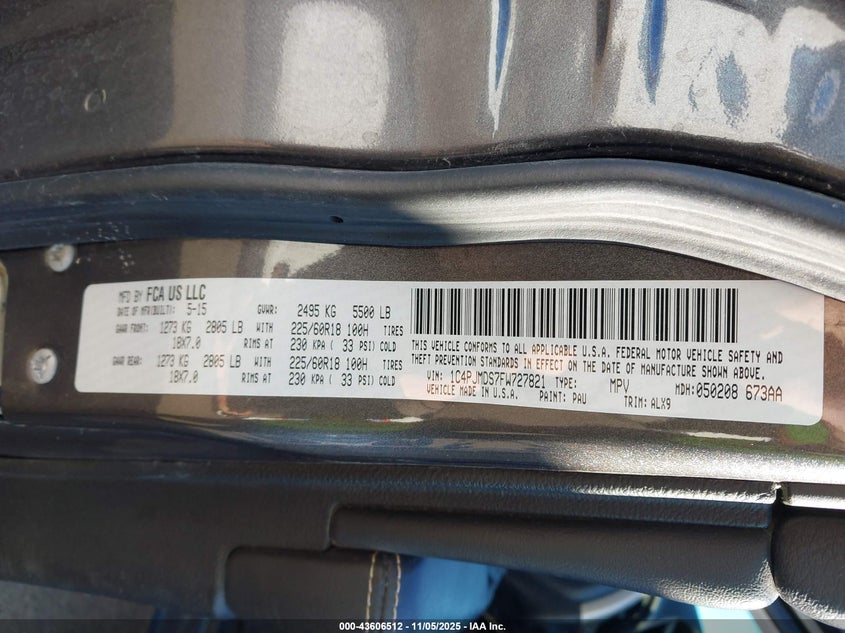 MFD BY FCA US LLC
DATE OF MFR(BUILT): 5-15 GVWR: 2495 KG 5500 LB
GAWR FRONT: 1273 KG 2805 LB WITH 225/60R18 100H TIRES
18X7.0 RIMS AT 230 KPA ( 33 PSI) COLD
GAWR REAR: 1273 KG 2805 LB WITH 225/60R18 100H TIRES
18X7.0 RIMS AT 230 KPA ( 33 PSI) COLD
THIS VEHICLE CONFORMS TO ALL APPLICABLE U.S.A. FEDERAL MOTOR VEHICLE SAFETY AND
THEFT PREVENTION STANDARDS IN EFFECT ON THE DATE OF MANUFACTURE SHOWN ABOVE.
VIN: 1C4PJMDS7FW727821 TYPE: MPV MDH:050208 673AA
VEHICLE MADE IN U.S.A. PAINT: PAU TRIM: ALX9
000-43606512 — 11/05/2025 — IAA Inc.